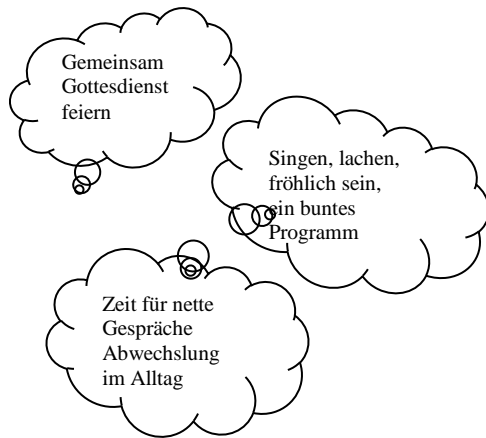 Gemeinsam
Gottesdienst
feiern
Singen, lachen,
fröhlich sein,
ein buntes
Programm
Zeit für nette
Gespräche
Abwechslung
im Alltag